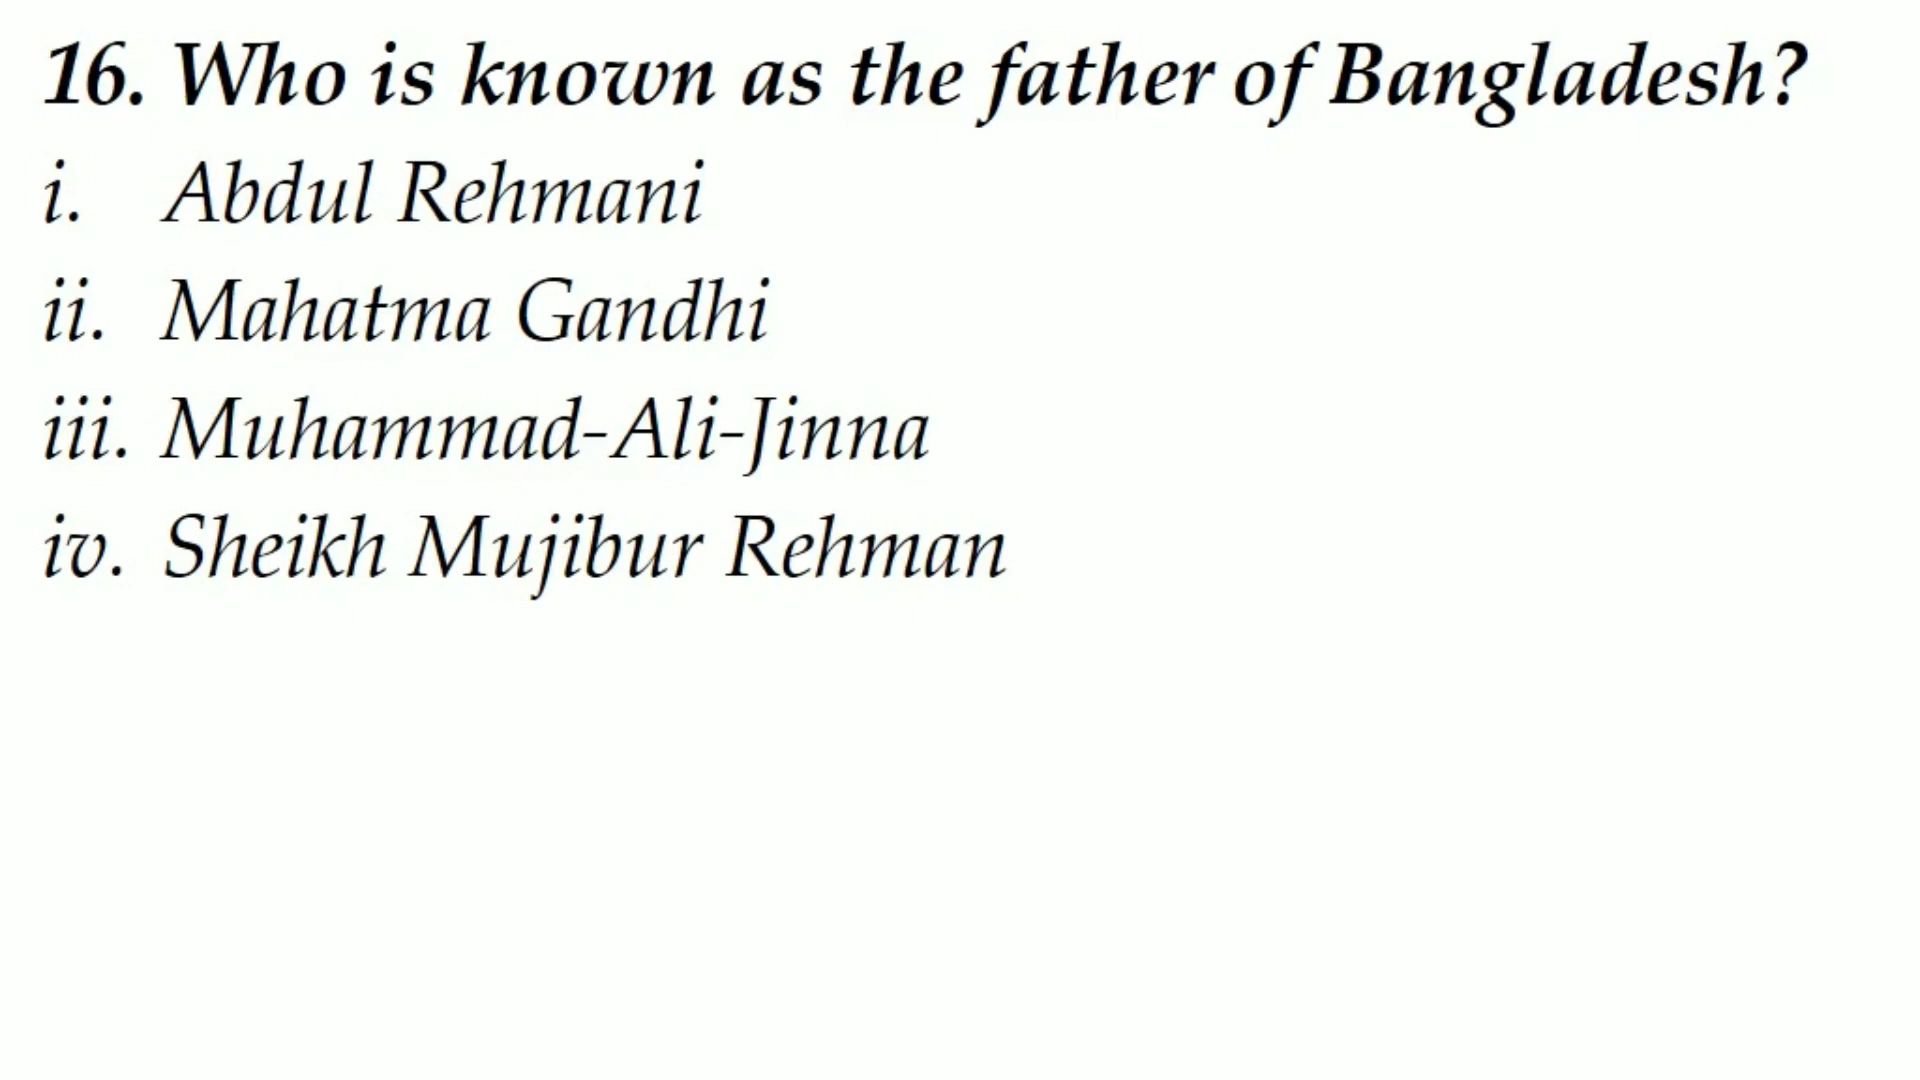 16. Who is known as the father of Bangladesh?
i. Abdul Rehmani
ii. Mahatma Gandhi
iii. Muhammad-Ali-Jinna
iv. Sheikh Mujibur Rehman